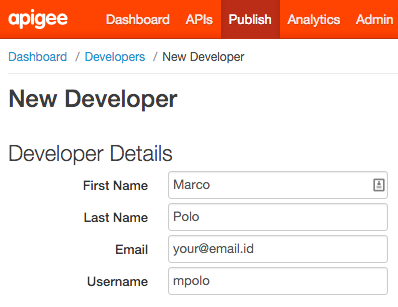 apigee Dashboard APIs Publish Analytics Admin
Dashboard / Developers / New Developer
New Developer
Developer Details
First Name Marco
Last Name Polo
Email your@email.id
Username mpolo